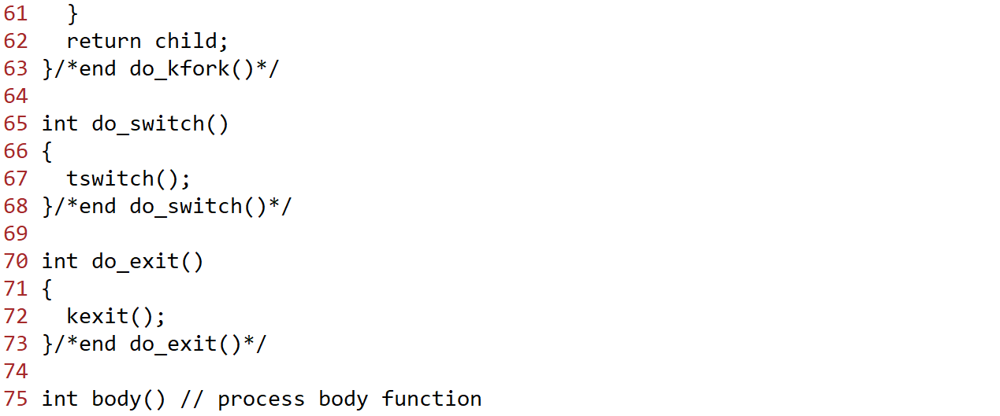 61   }
62   return child;
63 }/*end do_kfork()*/
64
65 int do_switch()
66 {
67   tswitch();
68 }/*end do_switch()*/
69
70 int do_exit()
71 {
72   kexit();
73 }/*end do_exit()*/
74
75 int body() // process body function